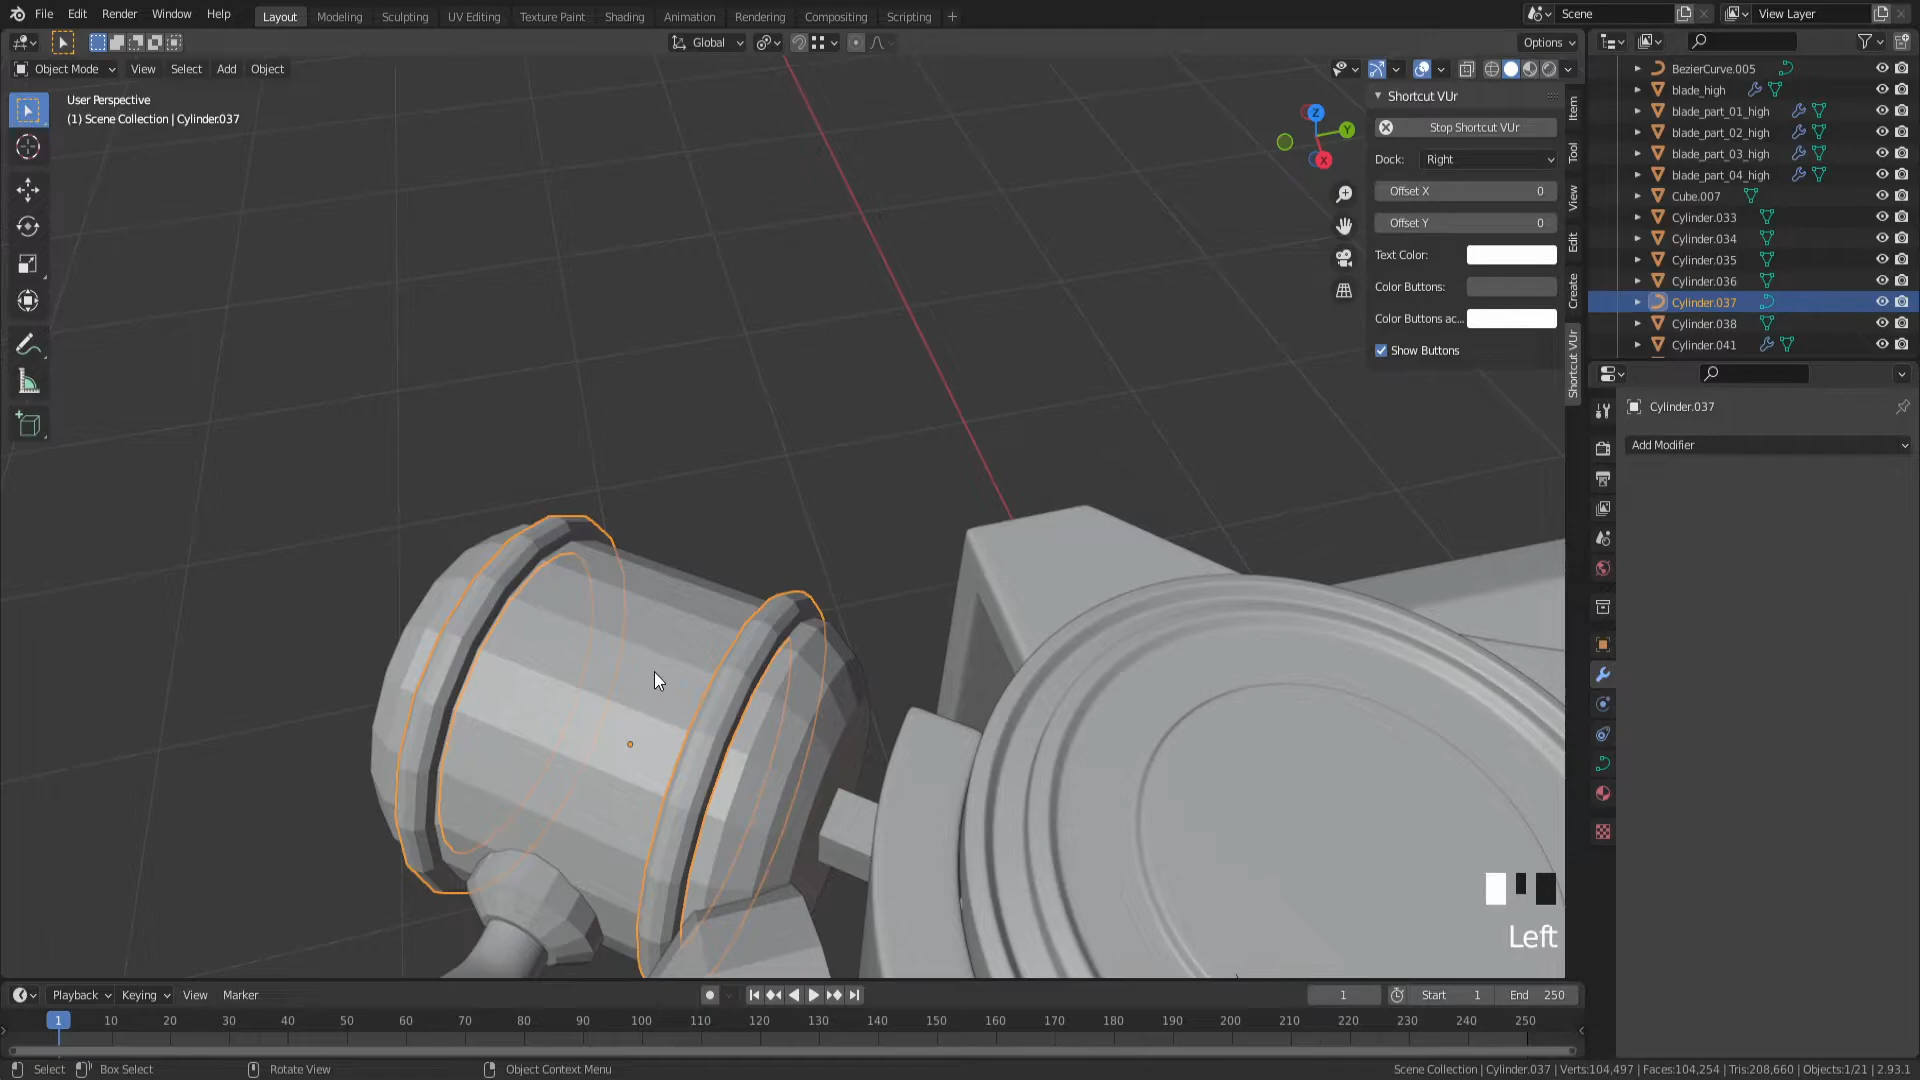 File Edit Render Window Help
Layout Modeling Sculpting UV Editing Texture Paint Shading Animation Rendering Compositing Scripting
Scene
View Layer
Global
Options
Object Mode View Select Add Object
User Perspective
(1) Scene Collection | Cylinder.037
Z
Y
X
Shortcut VUr
Stop Shortcut VUr
Dock: Right
Offset X 0
Offset Y 0
Text Color:
Color Buttons:
Color Buttons ac...
Show Buttons
Item
Tool
View
Edit
Create
Shortcut VUr
BezierCurve.005
blade_high
blade_part_01_high
blade_part_02_high
blade_part_03_high
blade_part_04_high
Cube.007
Cylinder.033
Cylinder.034
Cylinder.035
Cylinder.036
Cylinder.037
Cylinder.038
Cylinder.041
Cylinder.037
Add Modifier
Left
Playback Keying View Marker
1 Start 1 End 250
1 10 20 30 40 50 60 70 80 90 100 110 120 130 140 150 160 170 180 190 200 210 220 230 240 250
Select Box Select Rotate View Object Context Menu
Scene Collection | Cylinder.037 | Verts:104,497 | Faces:104,254 | Tris:208,660 | Objects:1/21 | 2.93.1